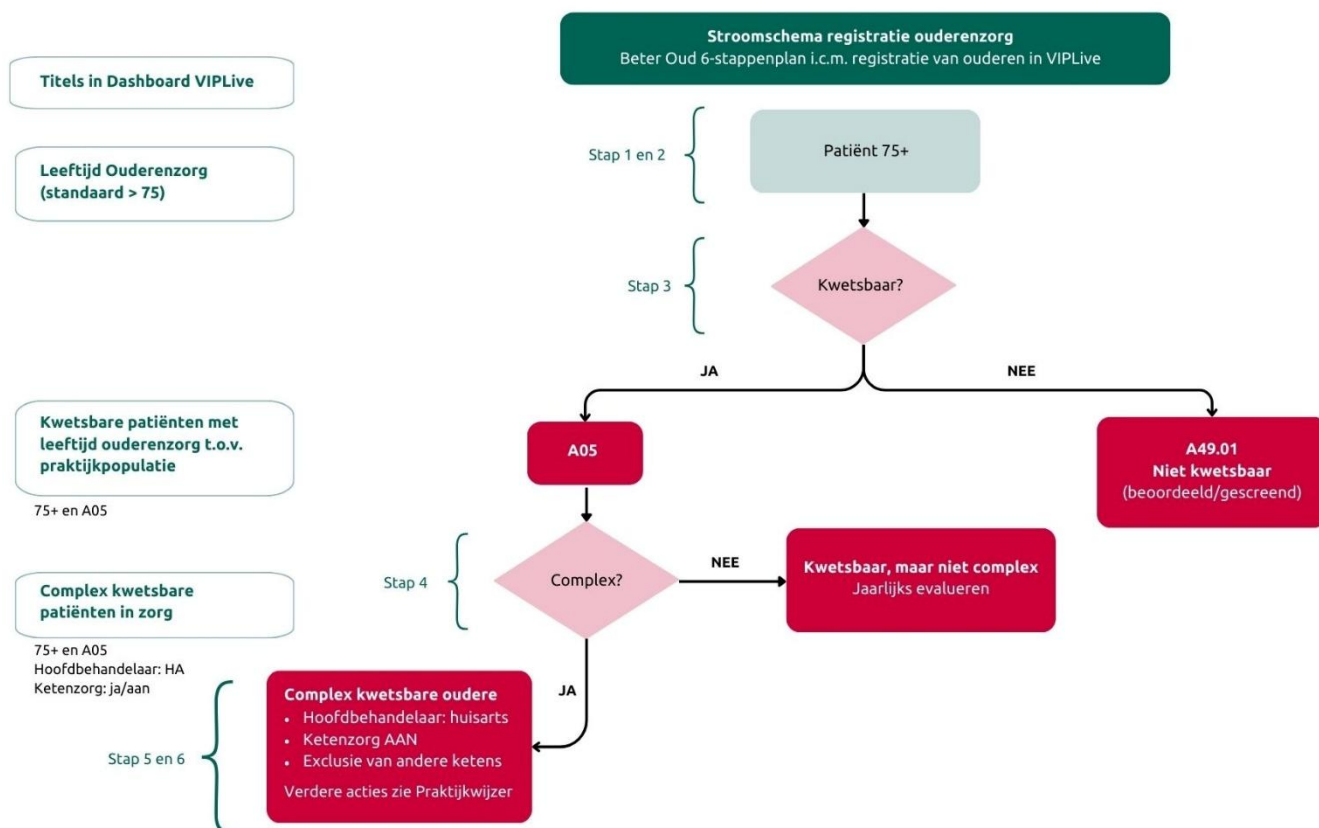 Stroomschema registratie ouderenzorg
Beter Oud 6-stappenplan i.c.m. registratie van ouderen in VIPLive
Titels in Dashboard VIPLive
Leeftijd Ouderenzorg
(standaard > 75)
Stap 1 en 2
Patiënt 75+
Stap 3
Kwetsbaar?
JA
NEE
Kwetsbare patiënten met
leeftijd ouderenzorg t.o.v.
praktijkpopulatie
75+ en A05
A05
A49.01
Niet kwetsbaar
(beoordeeld/gescreend)
Stap 4
Complex?
NEE
Kwetsbaar, maar niet complex
Jaarlijks evalueren
Complex kwetsbare
patiënten in zorg
75+ en A05
Hoofdbehandelaar: HA
Ketenzorg: ja/aan
JA
Stap 5 en 6
Complex kwetsbare oudere
• Hoofdbehandelaar: huisarts
• Ketenzorg AAN
• Exclusie van andere ketens
Verdere acties zie Praktijkwijzer